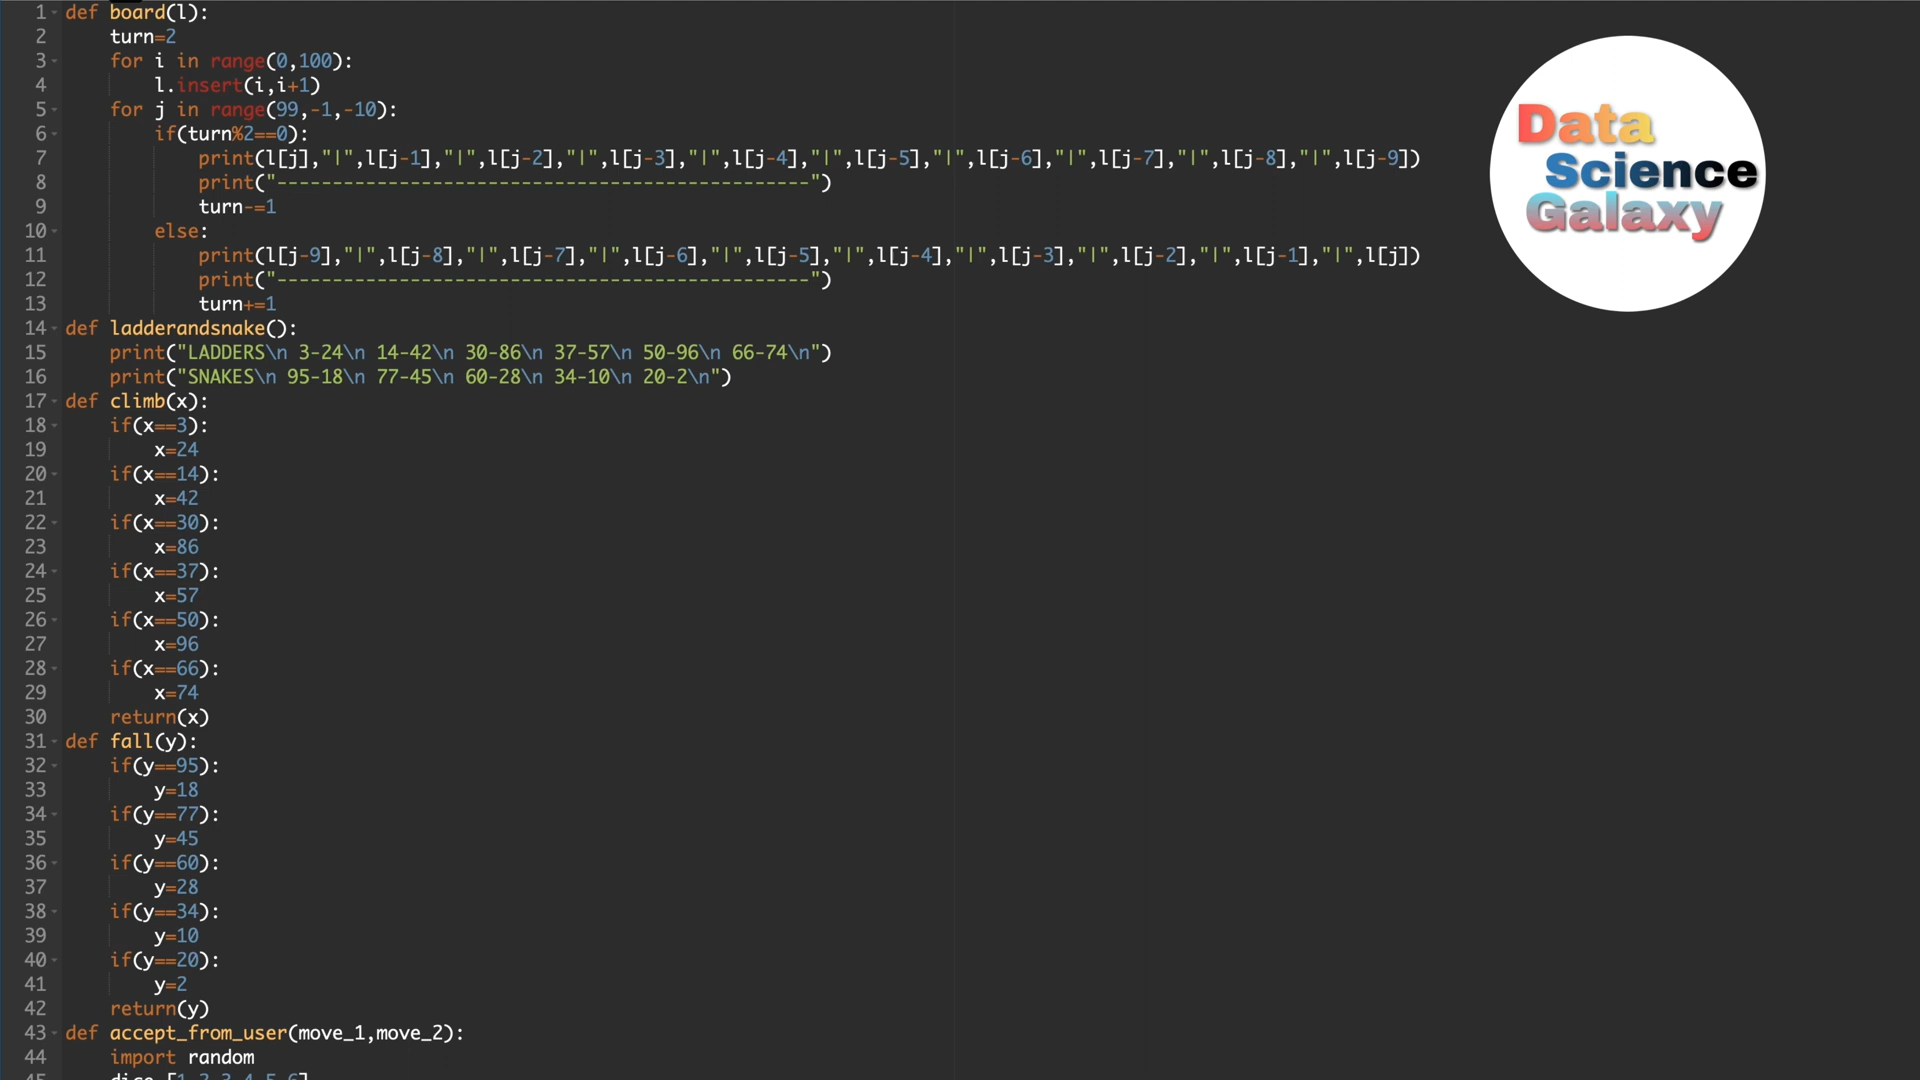 1 def board(l):
2     turn=2
3     for i in range(0,100):
4         l.insert(i,i+1)
5     for j in range(99,-1,-10):
6         if(turn%2==0):
7             print(l[j],"|",l[j-1],"|",l[j-2],"|",l[j-3],"|",l[j-4],"|",l[j-5],"|",l[j-6],"|",l[j-7],"|",l[j-8],"|",l[j-9])
8             print("------------------------------------------------")
9             turn-=1
10         else:
11             print(l[j-9],"|",l[j-8],"|",l[j-7],"|",l[j-6],"|",l[j-5],"|",l[j-4],"|",l[j-3],"|",l[j-2],"|",l[j-1],"|",l[j])
12             print("------------------------------------------------")
13             turn+=1
14 def ladderandsnake():
15     print("LADDERS\n 3-24\n 14-42\n 30-86\n 37-57\n 50-96\n 66-74\n")
16     print("SNAKES\n 95-18\n 77-45\n 60-28\n 34-10\n 20-2\n")
17 def climb(x):
18     if(x==3):
19         x=24
20     if(x==14):
21         x=42
22     if(x==30):
23         x=86
24     if(x==37):
25         x=57
26     if(x==50):
27         x=96
28     if(x==66):
29         x=74
30     return(x)
31 def fall(y):
32     if(y==95):
33         y=18
34     if(y==77):
35         y=45
36     if(y==60):
37         y=28
38     if(y==34):
39         y=10
40     if(y==20):
41         y=2
42     return(y)
43 def accept_from_user(move_1,move_2):
44     import random
Data
Science
Galaxy